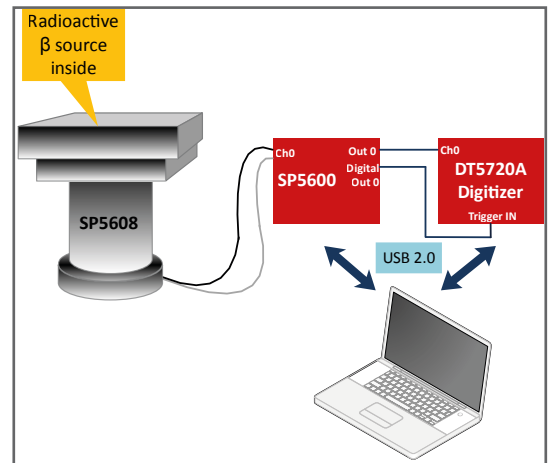 Radioactive
β source
inside
SP5608
Ch0
SP5600
Out 0
Digital
Out 0
Ch0
DT5720A
Digitizer
Trigger IN
USB 2.0